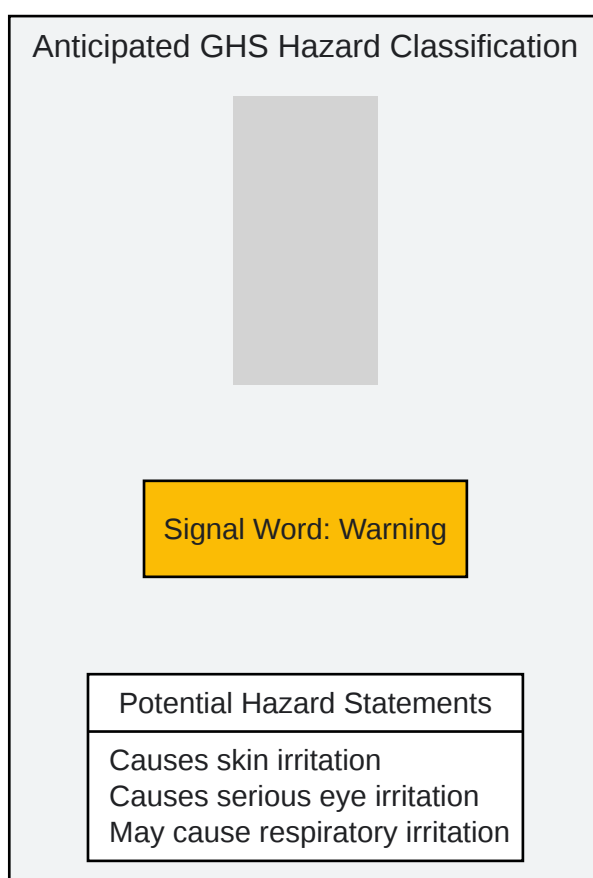 Anticipated GHS Hazard Classification
Signal Word: Warning
Potential Hazard Statements
Causes skin irritation
Causes serious eye irritation
May cause respiratory irritation